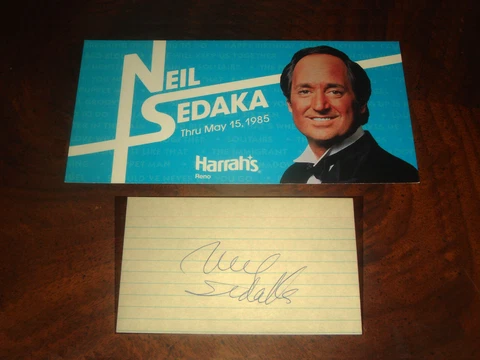 NEIL
SEDAKA
Thru May 15, 1985
Harrah's
Reno
Neil
Sedaka